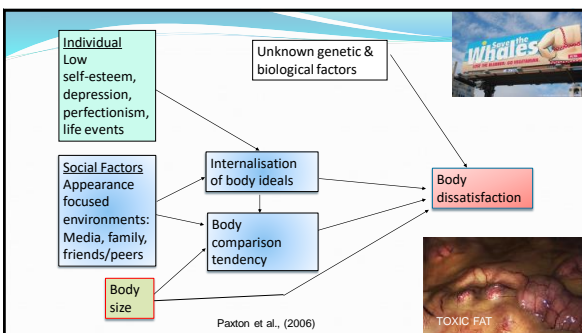 Individual
Low
self-esteem,
depression,
perfectionism,
life events
Unknown genetic &
biological factors
Save the
Whales
Social Factors
Appearance
focused
environments:
Media, family,
friends/peers
Internalisation
of body ideals
Body
comparison
tendency
Body
dissatisfaction
Body
size
Paxton et al., (2006)
TOXIC FAT